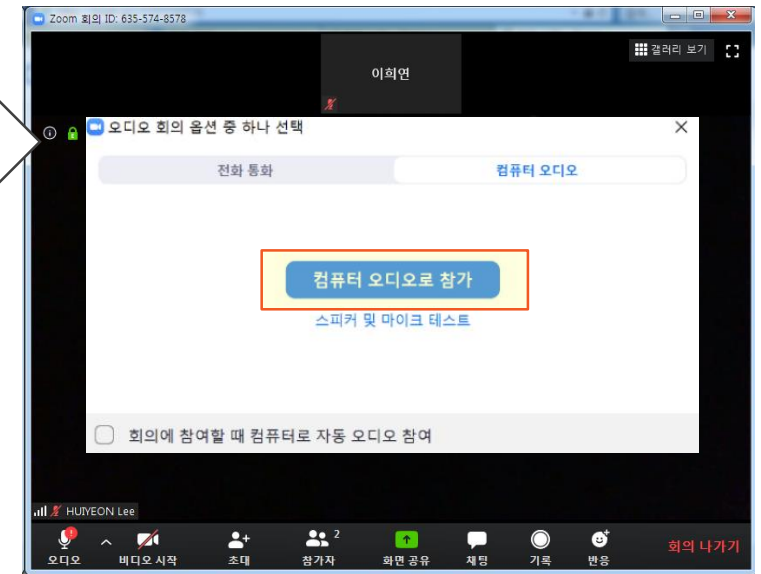 Zoom 회의 ID: 635-574-8578
갤러리 보기
이희연
오디오 회의 옵션 중 하나 선택
전화 통화
컴퓨터 오디오
컴퓨터 오디오로 참가
스피커 및 마이크 테스트
회의에 참여할 때 컴퓨터로 자동 오디오 참여
HUIYEON Lee
2
오디오 비디오 시작 초대 참가자 화면 공유 채팅 기록 반응 회의 나가기